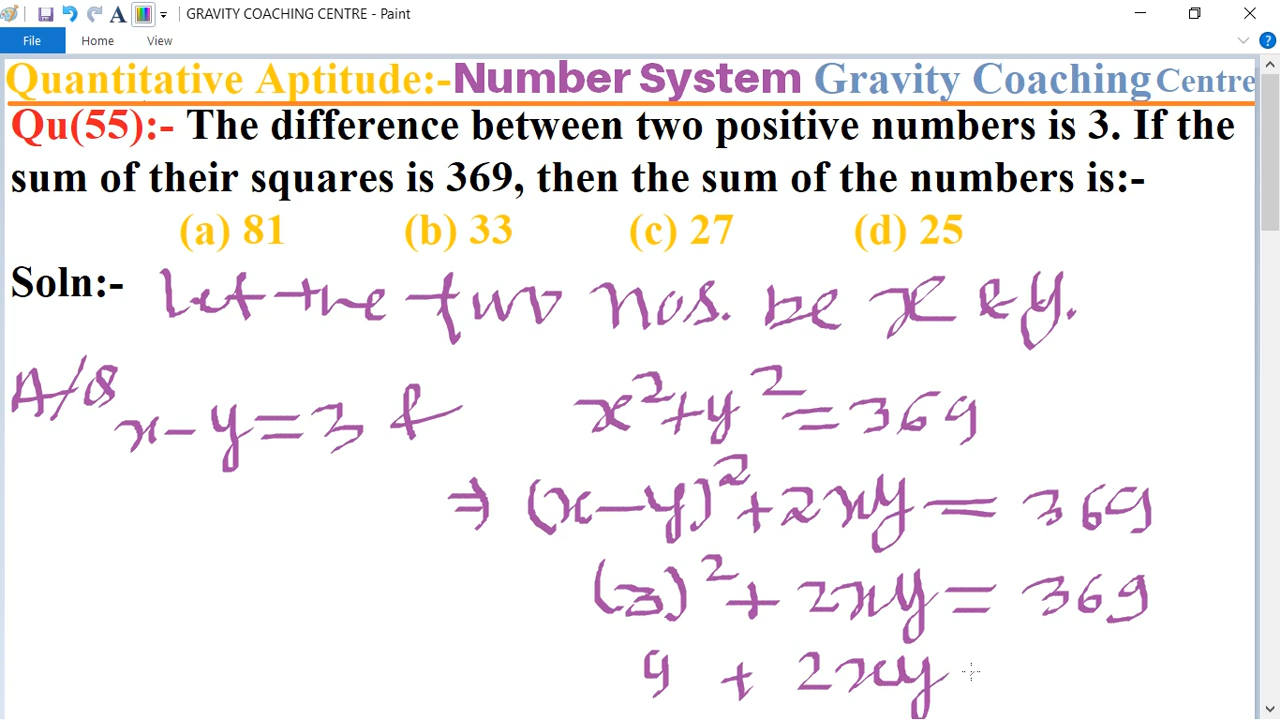 GRAVITY COACHING CENTRE - Paint
File Home View
Quantitative Aptitude:-Number System Gravity Coaching Centre
Qu(55):- The difference between two positive numbers is 3. If the
sum of their squares is 369, then the sum of the numbers is:-
(a) 81 (b) 33 (c) 27 (d) 25
Soln:- Let the two nos. be x & y.
A/Q x-y=3 & x²+y²=369
⇒ (x-y)²+2xy=369
(3)²+2xy=369
9 + 2xy